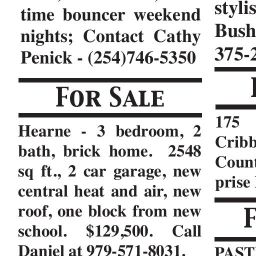 time bouncer weekend
nights; Contact Cathy
Penick - (254)746-5350
FOR SALE
Hearne - 3 bedroom, 2
bath, brick home. 2548
sq ft., 2 car garage, new
central heat and air, new
roof, one block from new
school. $129,500. Call
Daniel at 979-571-8031.
stylis
Bush
375-2
175
Cribb
Count
prise
F
PAST